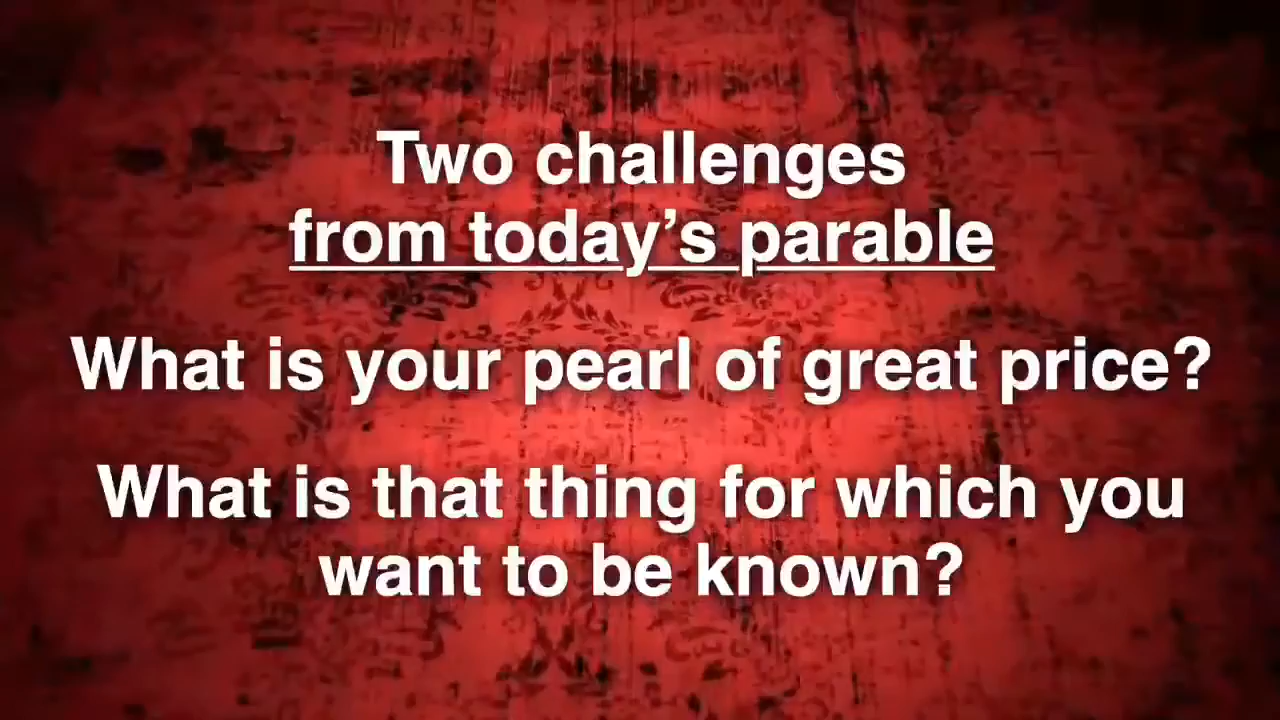 Two challenges
from today’s parable
What is your pearl of great price?
What is that thing for which you
want to be known?